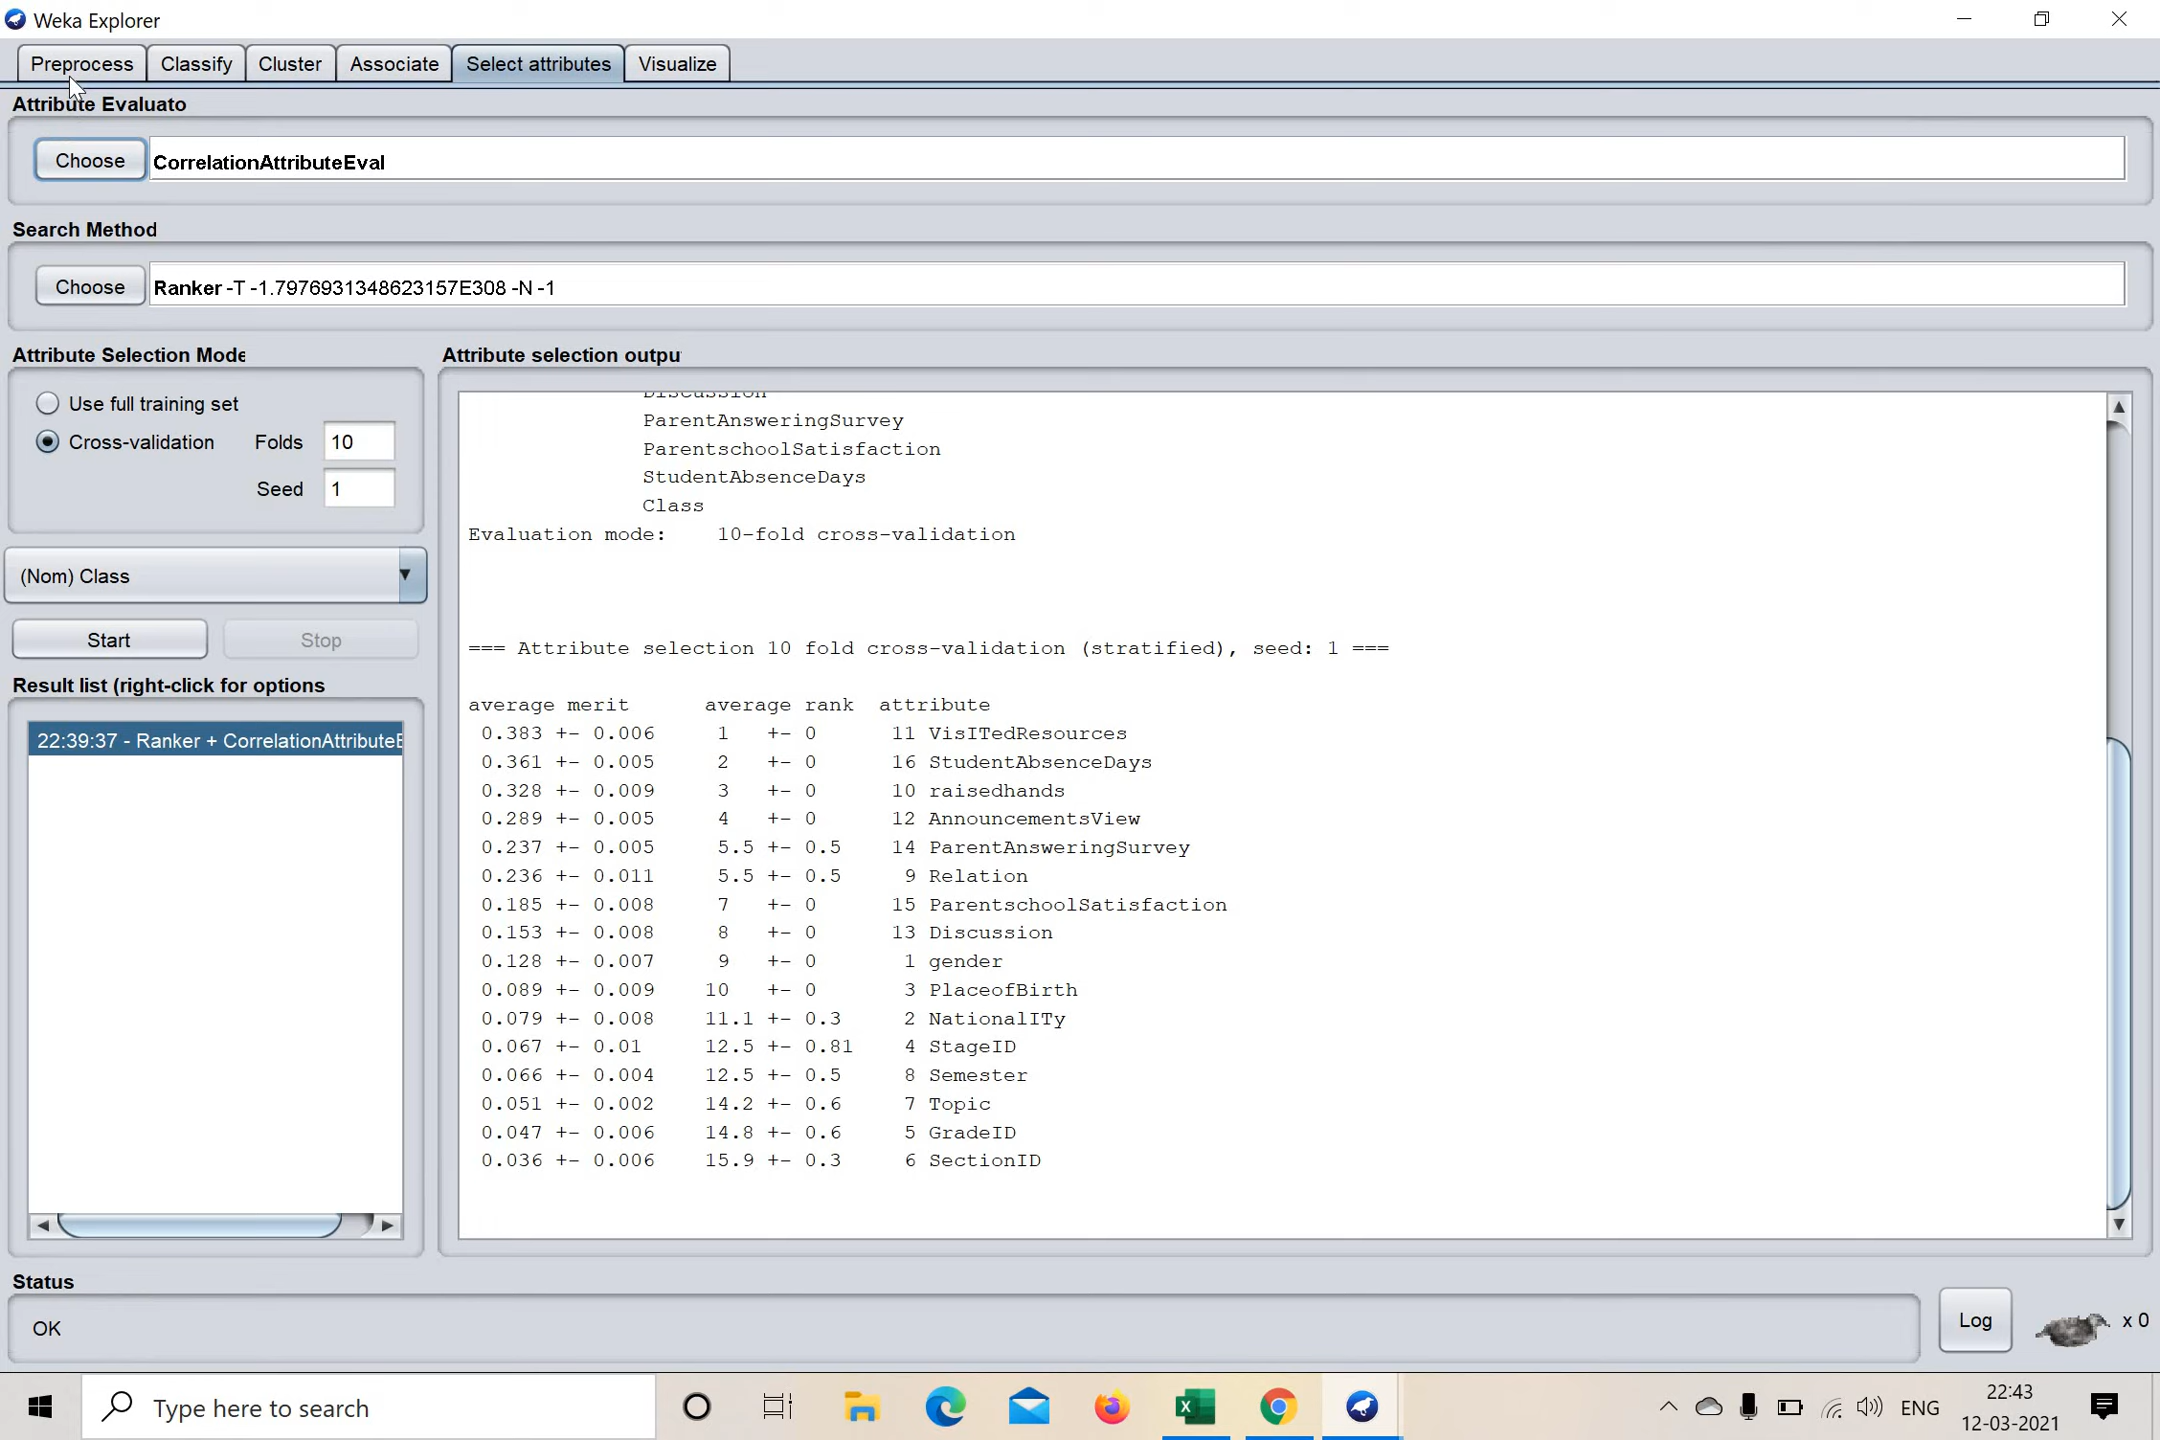 Weka Explorer
Preprocess Classify Cluster Associate Select attributes Visualize
Attribute Evaluato
Choose CorrelationAttributeEval
Search Method
Choose Ranker -T -1.7976931348623157E308 -N -1
Attribute Selection Mode
Use full training set
Cross-validation Folds 10
Seed 1
(Nom) Class
Start Stop
Result list (right-click for options
22:39:37 - Ranker + CorrelationAttributeE
Attribute selection outpu
Discussion
ParentAnsweringSurvey
ParentschoolSatisfaction
StudentAbsenceDays
Class
Evaluation mode: 10-fold cross-validation
=== Attribute selection 10 fold cross-validation (stratified), seed: 1 ===
average merit average rank attribute
0.383 +- 0.006 1 +- 0 11 VisITedResources
0.361 +- 0.005 2 +- 0 16 StudentAbsenceDays
0.328 +- 0.009 3 +- 0 10 raisedhands
0.289 +- 0.005 4 +- 0 12 AnnouncementsView
0.237 +- 0.005 5.5 +- 0.5 14 ParentAnsweringSurvey
0.236 +- 0.011 5.5 +- 0.5 9 Relation
0.185 +- 0.008 7 +- 0 15 ParentschoolSatisfaction
0.153 +- 0.008 8 +- 0 13 Discussion
0.128 +- 0.007 9 +- 0 1 gender
0.089 +- 0.009 10 +- 0 3 PlaceofBirth
0.079 +- 0.008 11.1 +- 0.3 2 NationalITy
0.067 +- 0.01 12.5 +- 0.81 4 StageID
0.066 +- 0.004 12.5 +- 0.5 8 Semester
0.051 +- 0.002 14.2 +- 0.6 7 Topic
0.047 +- 0.006 14.8 +- 0.6 5 GradeID
0.036 +- 0.006 15.9 +- 0.3 6 SectionID
Status
OK
Log x 0
Type here to search
ENG
22:43
12-03-2021